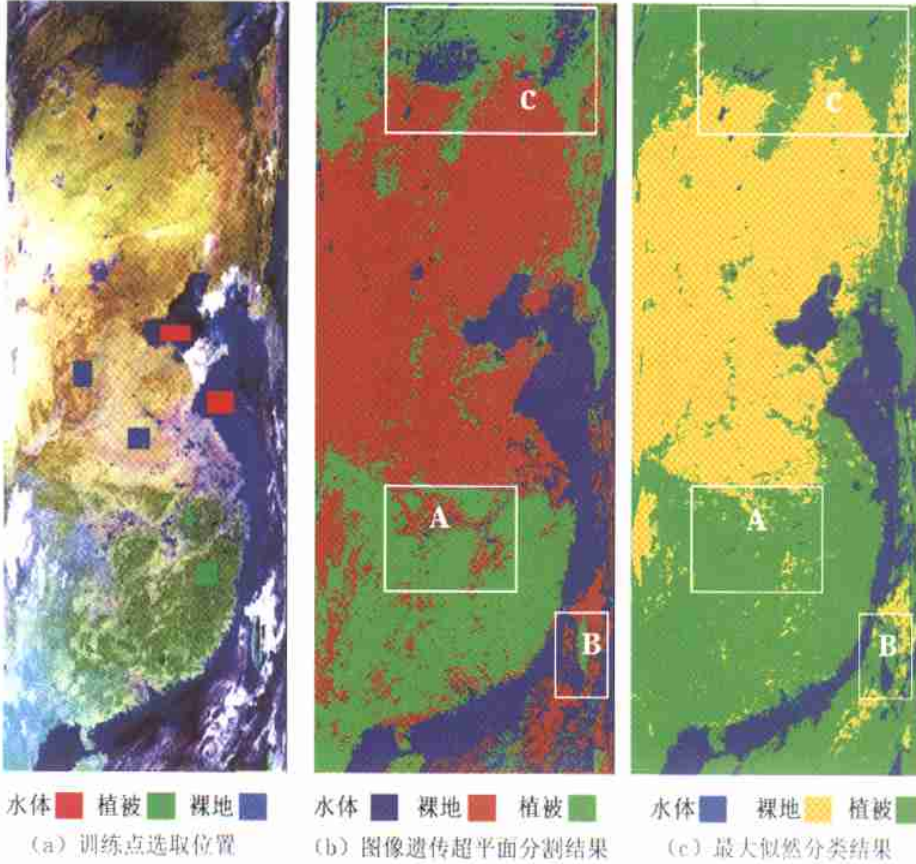 C
C
A
A
B
B
水体 植被 裸地
水体 裸地 植被
水体 裸地 植被
(a) 训练点选取位置
(b) 图像遗传超平面分割结果
(c) 最大似然分类结果